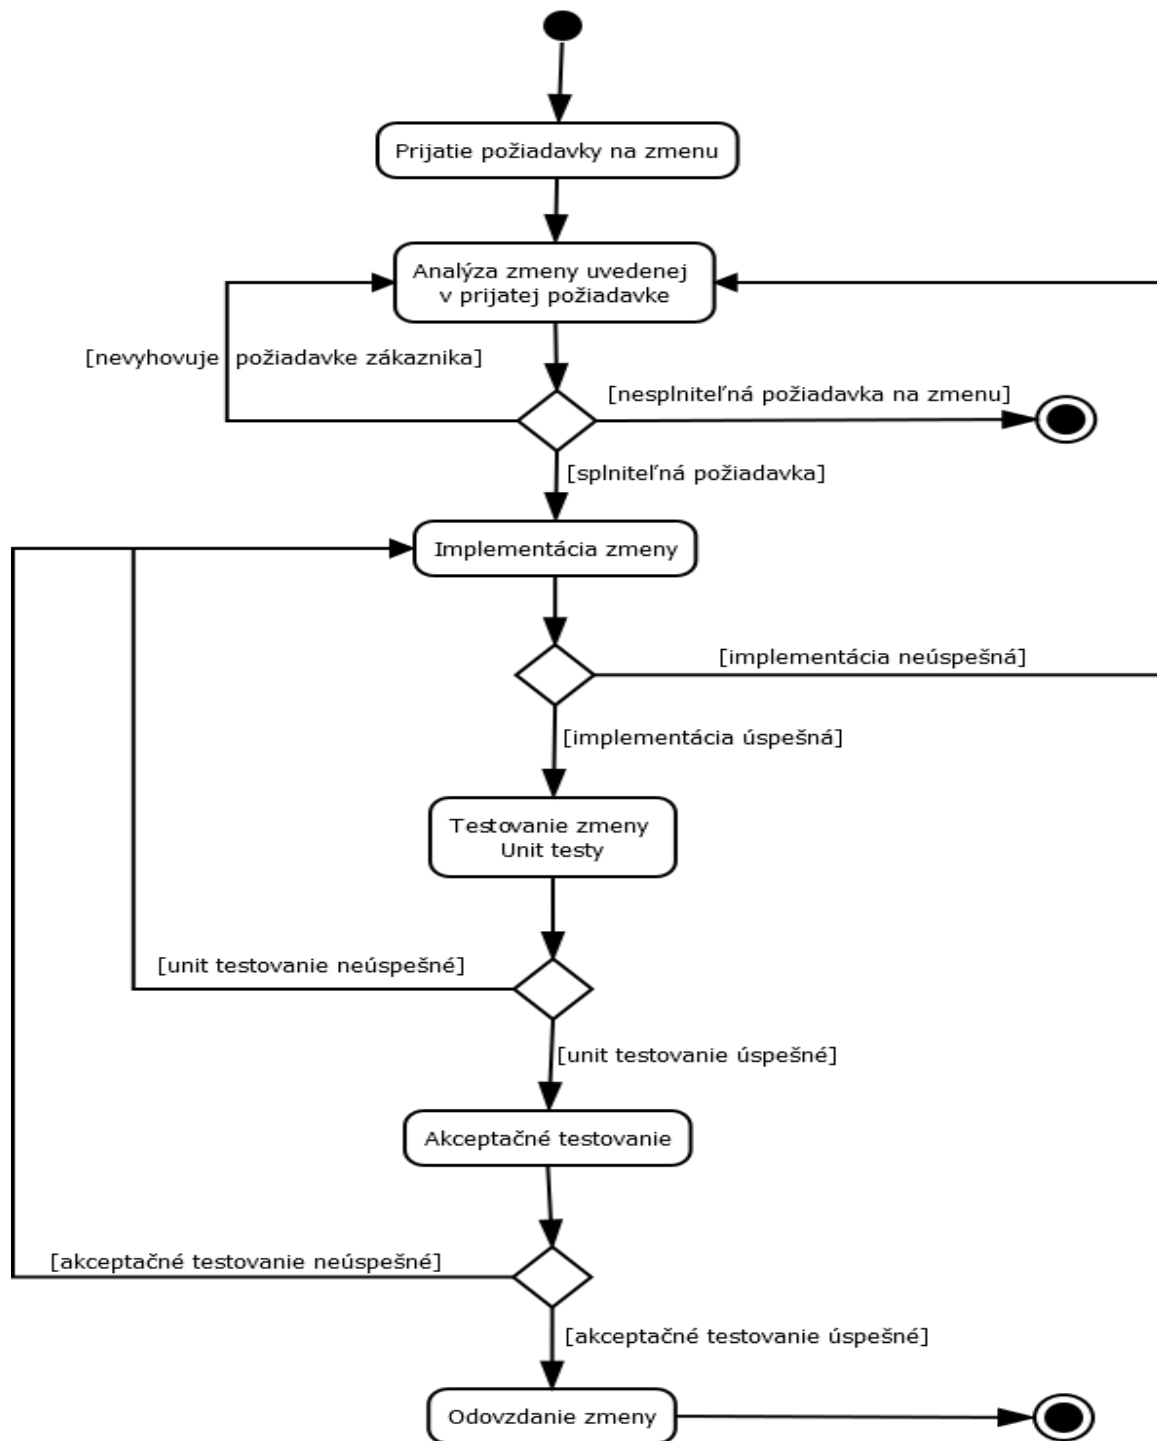 Prijatie požiadavky na zmenu
Analýza zmeny uvedenej
v prijatej požiadavke
[nevyhovuje požiadavke zákaznika]
[nesplniteľná požiadavka na zmenu]
[splniteľná požiadavka]
Implementácia zmeny
[implementácia neúspešná]
[implementácia úspešná]
Testovanie zmeny
Unit testy
[unit testovanie neúspešné]
[unit testovanie úspešné]
Akceptačné testovanie
[akceptačné testovanie neúspešné]
[akceptačné testovanie úspešné]
Odovzdanie zmeny